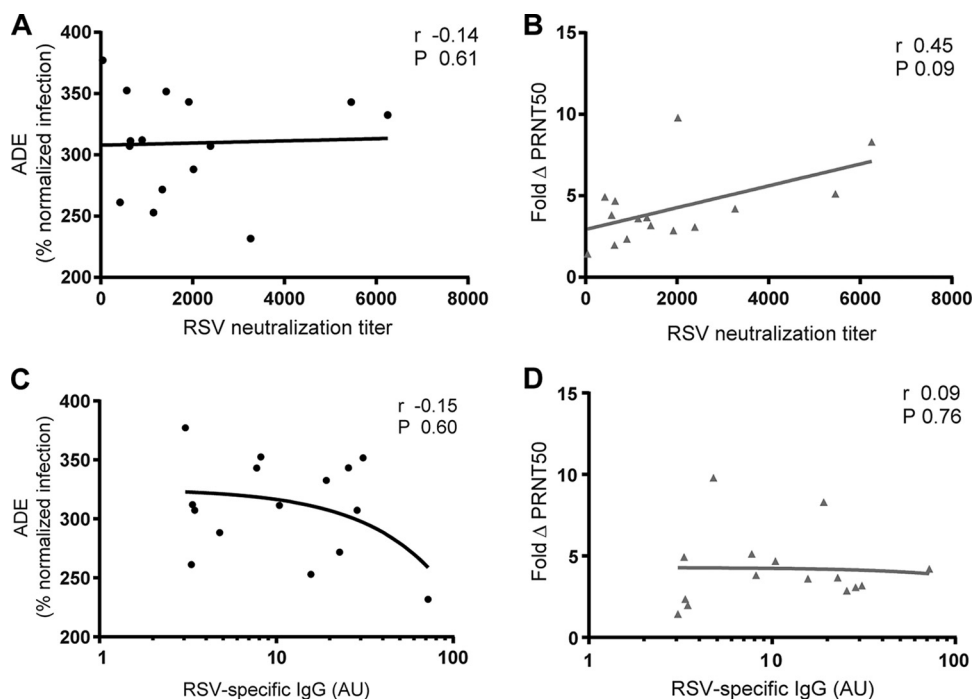 A
r -0.14
P 0.61
ADE
(% normalized infection)
400
350
300
250
200
0 2000 4000 6000 8000
RSV neutralization titer
B
r 0.45
P 0.09
Fold Δ PRNT50
15
10
5
0
0 2000 4000 6000 8000
RSV neutralization titer
C
r -0.15
P 0.60
ADE
(% normalized infection)
400
350
300
250
200
1 10 100
RSV-specific IgG (AU)
D
r 0.09
P 0.76
Fold Δ PRNT50
15
10
5
0
1 10 100
RSV-specific IgG (AU)